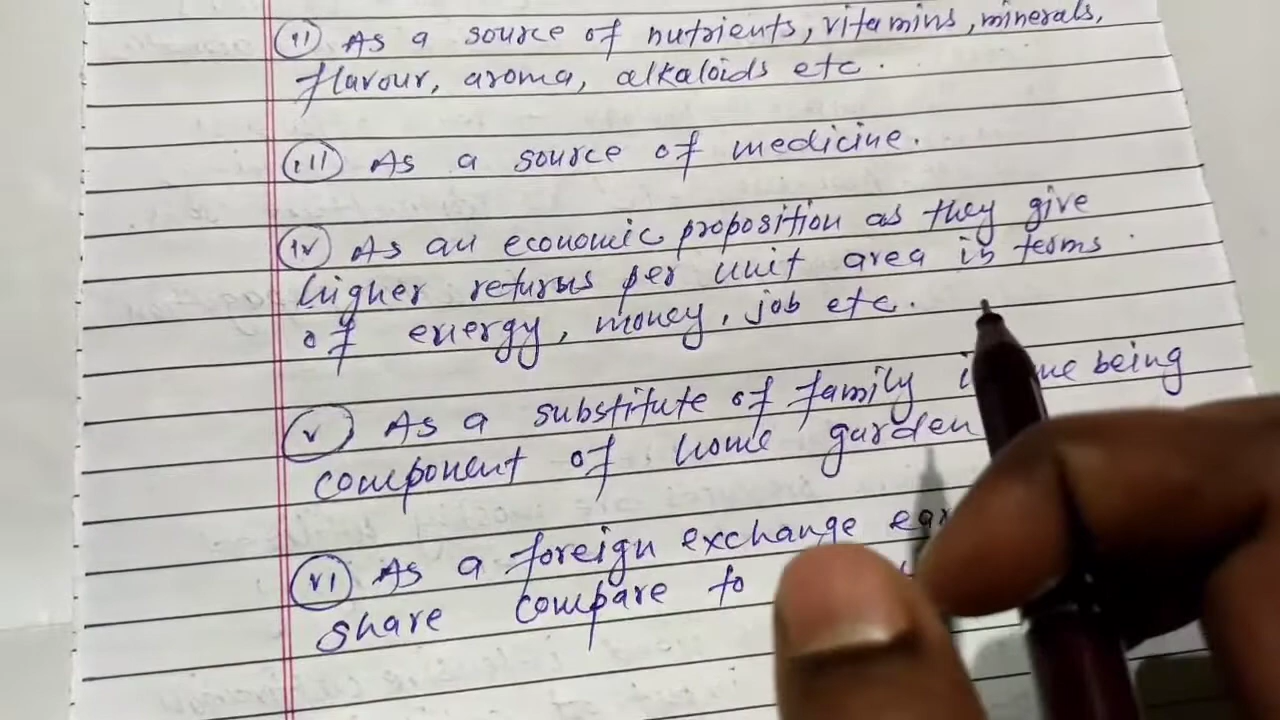 (ii) As a source of nutrients, vitamins, minerals,
flavour, aroma, alkaloids etc.
(iii) As a source of medicine.
(iv) As an economic proposition as they give
higher returns per unit area in terms
of energy, money, job etc.
(v) As a substitute of family being
component of home garden
(vi) As a foreign exchange
share compare to